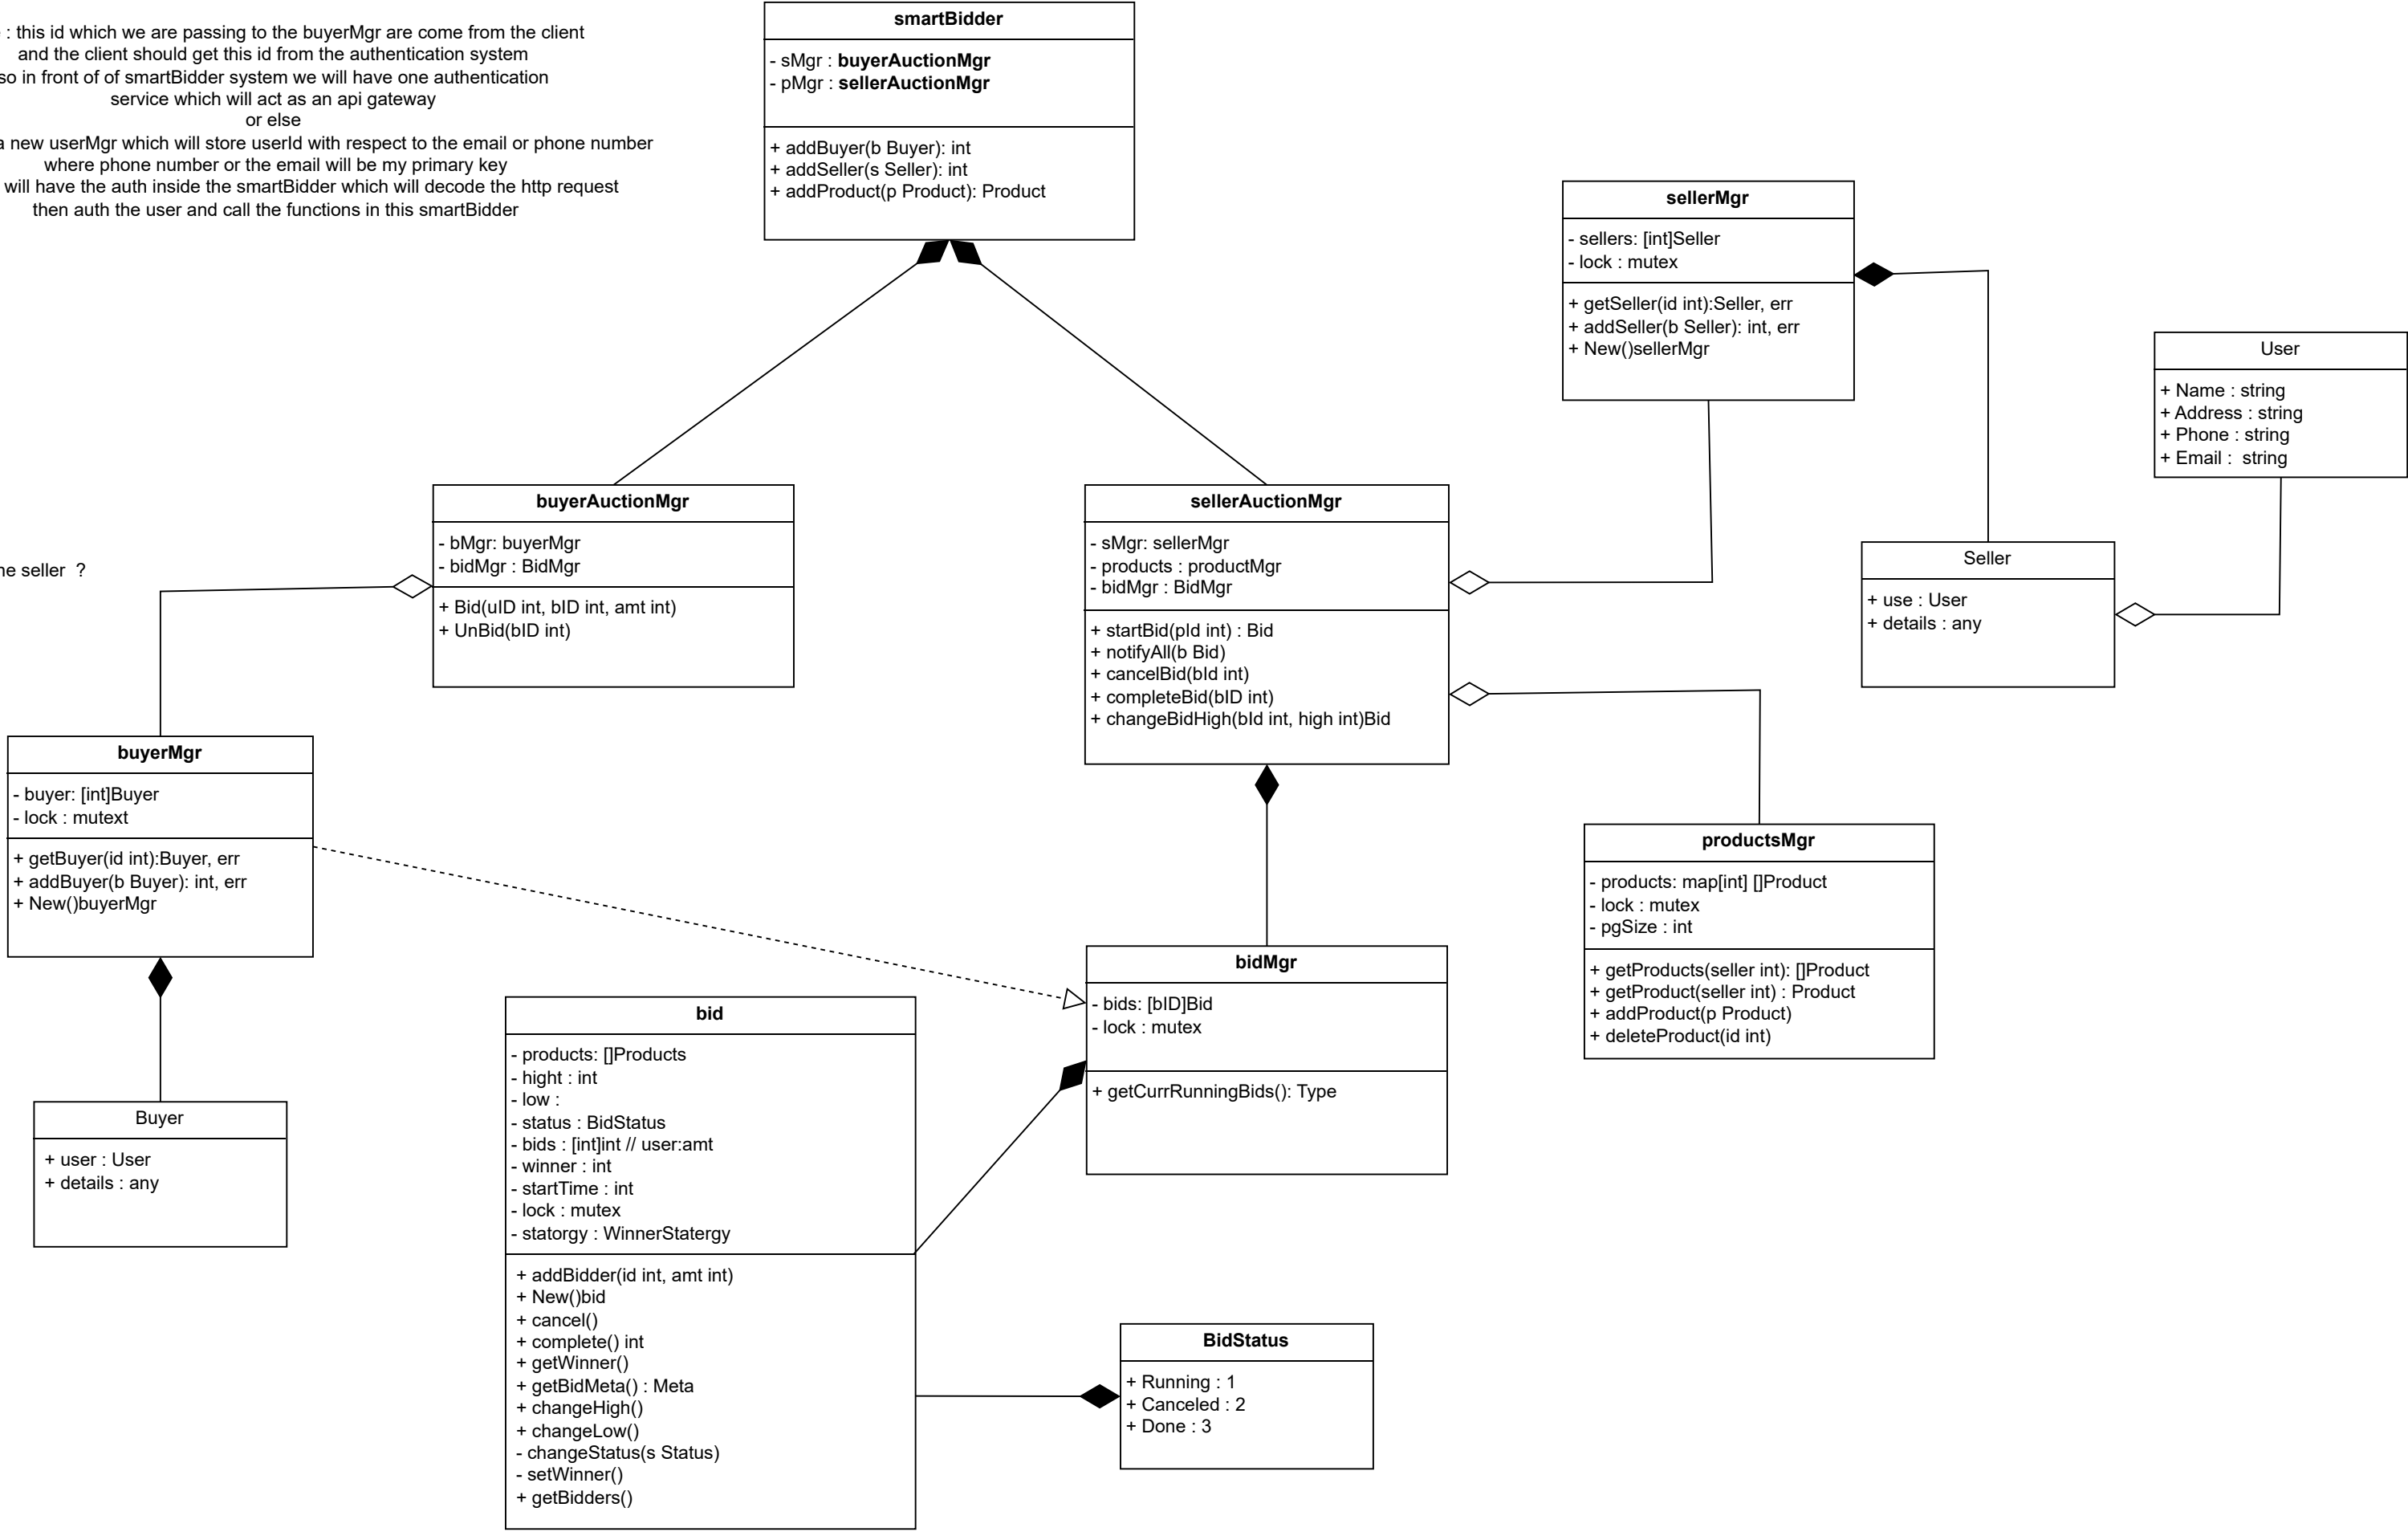 : this id which we are passing to the buyerMgr are come from the client
and the client should get this id from the authentication system
so in front of of smartBidder system we will have one authentication
service which will act as an api gateway
or else
a new userMgr which will store userId with respect to the email or phone number
where phone number or the email will be my primary key
will have the auth inside the smartBidder which will decode the http request
then auth the user and call the functions in this smartBidder
smartBidder
- sMgr : buyerAuctionMgr
- pMgr : sellerAuctionMgr
+ addBuyer(b Buyer): int
+ addSeller(s Seller): int
+ addProduct(p Product): Product
sellerMgr
- sellers: [int]Seller
- lock : mutex
+ getSeller(id int):Seller, err
+ addSeller(b Seller): int, err
+ New()sellerMgr
User
+ Name : string
+ Address : string
+ Phone : string
+ Email :  string
buyerAuctionMgr
- bMgr: buyerMgr
- bidMgr : BidMgr
+ Bid(uID int, bID int, amt int)
+ UnBid(bID int)
sellerAuctionMgr
- sMgr: sellerMgr
- products : productMgr
- bidMgr : BidMgr
+ startBid(pId int) : Bid
+ notifyAll(b Bid)
+ cancelBid(bId int)
+ completeBid(bID int)
+ changeBidHigh(bId int, high int)Bid
Seller
+ use : User
+ details : any
seller  ?
buyerMgr
- buyer: [int]Buyer
- lock : mutext
+ getBuyer(id int):Buyer, err
+ addBuyer(b Buyer): int, err
+ New()buyerMgr
productsMgr
- products: map[int] []Product
- lock : mutex
- pgSize : int
+ getProducts(seller int): []Product
+ getProduct(seller int) : Product
+ addProduct(p Product)
+ deleteProduct(id int)
bidMgr
- bids: [bID]Bid
- lock : mutex
+ getCurrRunningBids(): Type
bid
- products: []Products
- hight : int
- low :
- status : BidStatus
- bids : [int]int // user:amt
- winner : int
- startTime : int
- lock : mutex
- statorgy : WinnerStatergy
+ addBidder(id int, amt int)
+ New()bid
+ cancel()
+ complete() int
+ getWinner()
+ getBidMeta() : Meta
+ changeHigh()
+ changeLow()
- changeStatus(s Status)
- setWinner()
+ getBidders()
Buyer
+ user : User
+ details : any
BidStatus
+ Running : 1
+ Canceled : 2
+ Done : 3